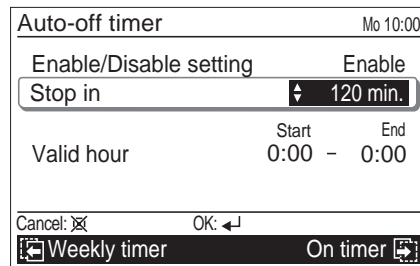 Auto-off timer Mo 10:00
Enable/Disable setting Enable
Stop in 120 min.
Start End
Valid hour 0:00 – 0:00
Cancel: OK:
Weekly timer On timer